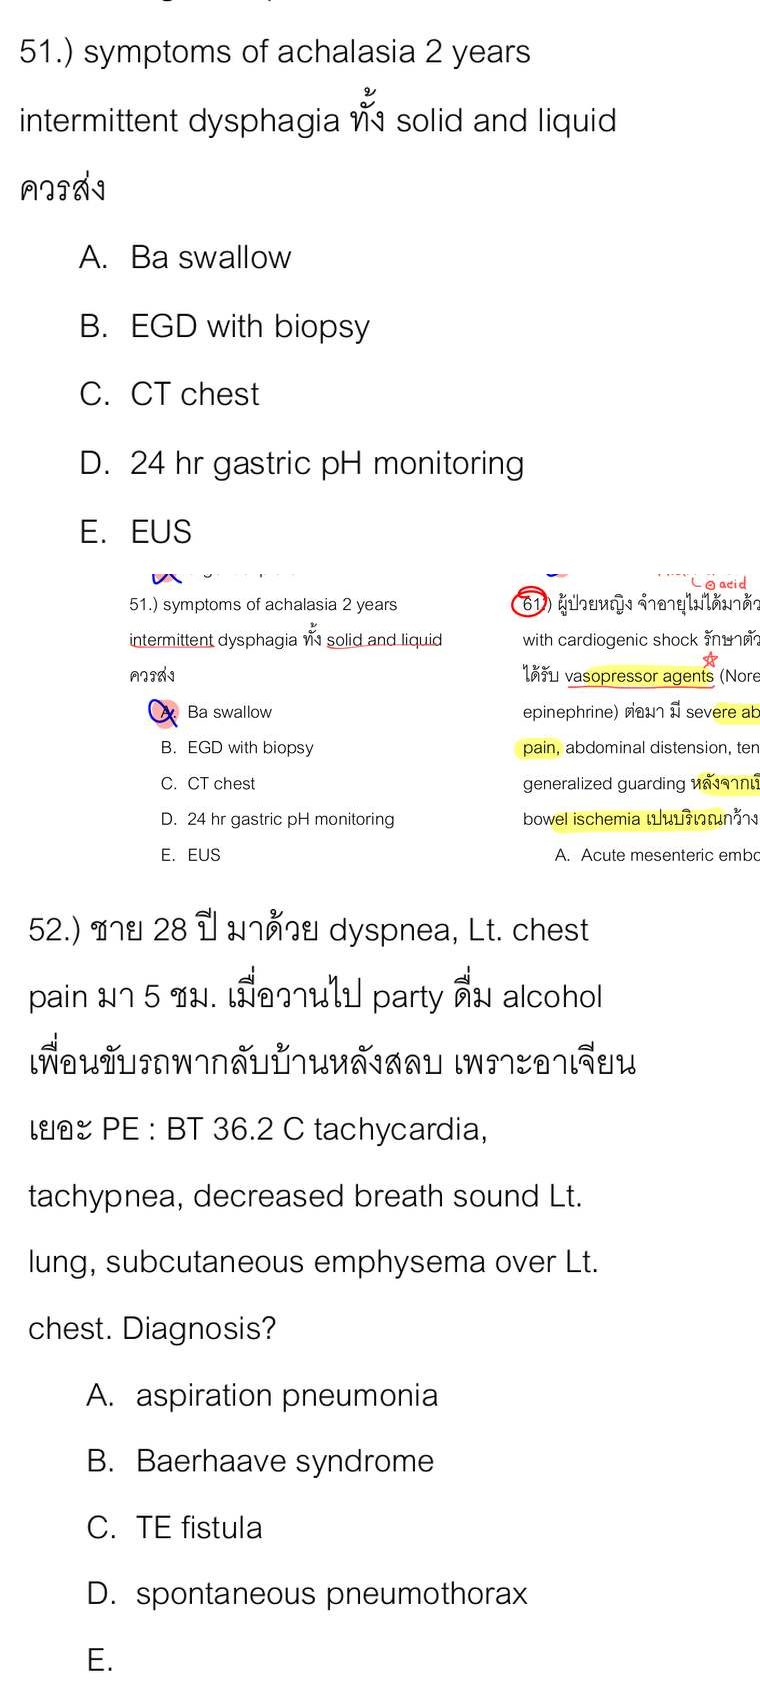 51.) symptoms of achalasia 2 years
intermittent dysphagia ทั้ง solid and liquid
ควรส่ง
A. Ba swallow
B. EGD with biopsy
C. CT chest
D. 24 hr gastric pH monitoring
E. EUS
51.) symptoms of achalasia 2 years
intermittent dysphagia ทั้ง solid and liquid
ควรส่ง
A. Ba swallow
B. EGD with biopsy
C. CT chest
D. 24 hr gastric pH monitoring
E. EUS
acid
61.) ผู้ป่วยหญิง จำอายุไม่ได้มาด้ว
with cardiogenic shock รักษาตัว
ได้รับ vasopressor agents (Nore
epinephrine) ต่อมา มี severe ab
pain, abdominal distension, ten
generalized guarding
bowel ischemia เปนบริเวณกว้าง
A. Acute mesenteric embo
52.) ชาย 28 ปี มาด้วย dyspnea, Lt. chest
pain มา 5 ชม. เมื่อวานไป party ดื่ม alcohol
เพื่อนขับรถพากลับบ้านหลังสลบ เพราะอาเจียน
เยอะ PE : BT 36.2 C tachycardia,
tachypnea, decreased breath sound Lt.
lung, subcutaneous emphysema over Lt.
chest. Diagnosis?
A. aspiration pneumonia
B. Baerhaave syndrome
C. TE fistula
D. spontaneous pneumothorax
E.